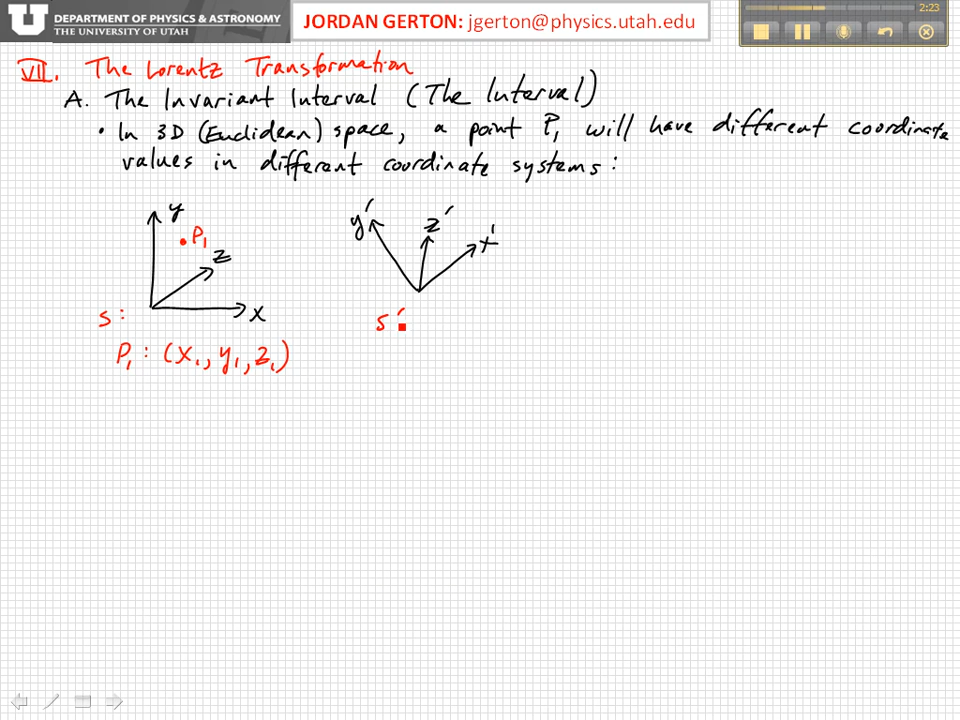 U DEPARTMENT OF PHYSICS & ASTRONOMY
THE UNIVERSITY OF UTAH
JORDAN GERTON: jgerton@physics.utah.edu
2:23
VII. The Lorentz Transformation
A. The Invariant Interval (The Interval)
• In 3D (Euclidean) space, a point P₁ will have different coordinate
values in different coordinate systems:
y
P₁
z
x
s:
P₁ : (x₁, y₁, z₁)
y′
z′
x′
s′